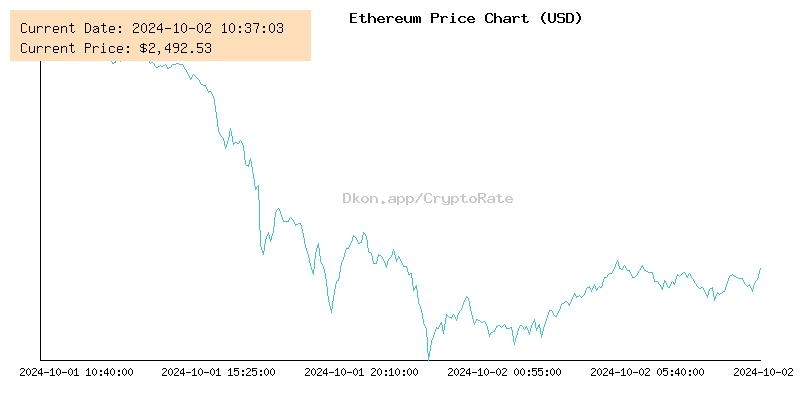 Ethereum Price Chart (USD)
Current Date: 2024-10-02 10:37:03
Current Price: $2,492.53
Dkon.app/CryptoRate
2024-10-01 10:40:00 2024-10-01 15:25:00 2024-10-01 20:10:00 2024-10-02 00:55:00 2024-10-02 05:40:00 2024-10-02